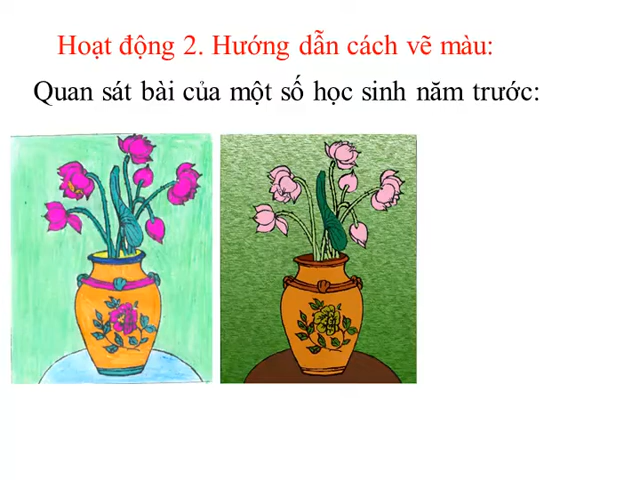 Hoạt động 2. Hướng dẫn cách vẽ màu:
Quan sát bài của một số học sinh năm trước: